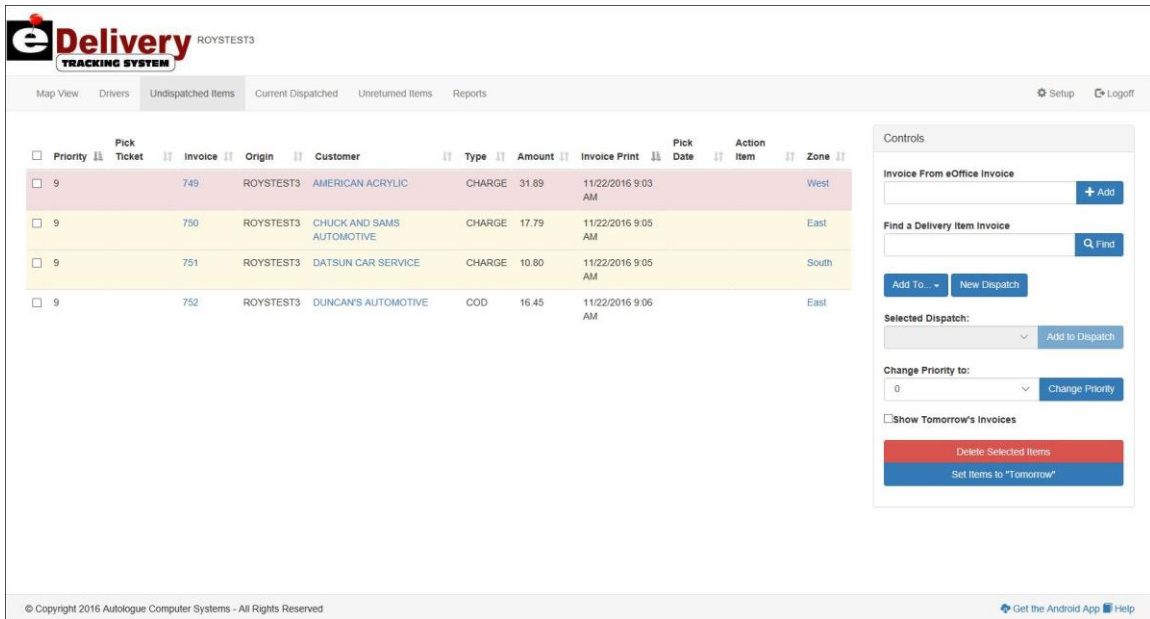 eDelivery ROYSTEST3
TRACKING SYSTEM
Map View Drivers Undispatched Items Current Dispatched Unreturned Items Reports Setup Logoff
Priority Pick Ticket Invoice Origin Customer Type Amount Invoice Print Pick Date Action Item Zone
9 749 ROYSTEST3 AMERICAN ACRYLIC CHARGE 31.89 11/22/2016 9:03 AM West
9 750 ROYSTEST3 CHUCK AND SAMS AUTOMOTIVE CHARGE 17.79 11/22/2016 9:05 AM East
9 751 ROYSTEST3 DATSUN CAR SERVICE CHARGE 10.80 11/22/2016 9:05 AM South
9 752 ROYSTEST3 DUNCAN'S AUTOMOTIVE COD 16.45 11/22/2016 9:06 AM East
Controls
Invoice From eOffice Invoice
Add
Find a Delivery Item Invoice
Find
Add To... New Dispatch
Selected Dispatch:
Add to Dispatch
Change Priority to:
0 Change Priority
Show Tomorrow's Invoices
Delete Selected Items
Set Items to "Tomorrow"
© Copyright 2016 Autologue Computer Systems - All Rights Reserved Get the Android App Help